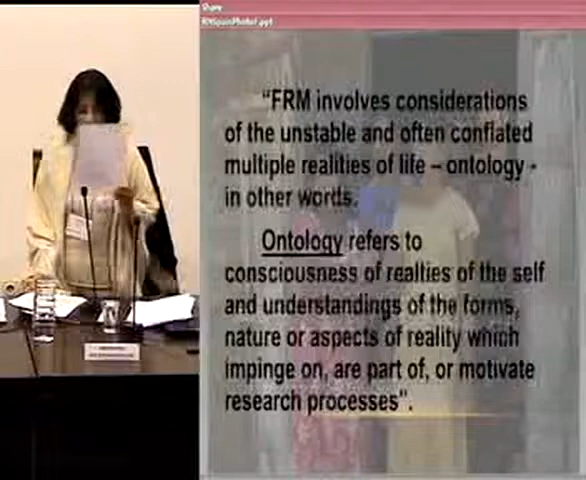 Share
“FRM involves considerations
of the unstable and often conflated
multiple realities of life – ontology -
in other words.
Ontology refers to
consciousness of realties of the self
and understandings of the forms,
nature or aspects of reality which
impinge on, are part of, or motivate
research processes”.